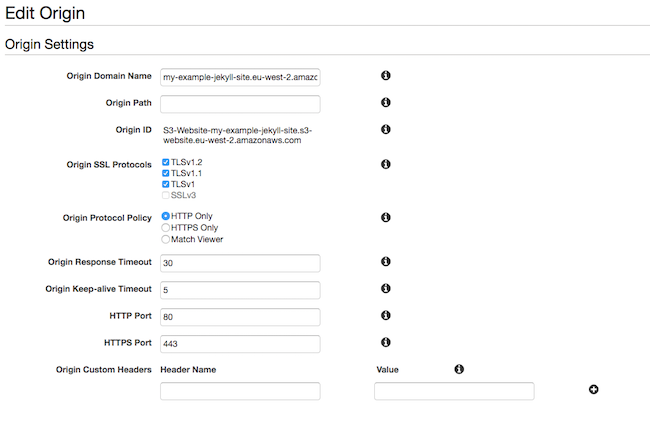 Edit Origin
Origin Settings
Origin Domain Name my-example-jekyll-site.eu-west-2.amazo
Origin Path
Origin ID S3-Website-my-example-jekyll-site.s3-
website.eu-west-2.amazonaws.com
Origin SSL Protocols TLSv1.2
TLSv1.1
TLSv1
SSLv3
Origin Protocol Policy HTTP Only
HTTPS Only
Match Viewer
Origin Response Timeout 30
Origin Keep-alive Timeout 5
HTTP Port 80
HTTPS Port 443
Origin Custom Headers Header Name Value